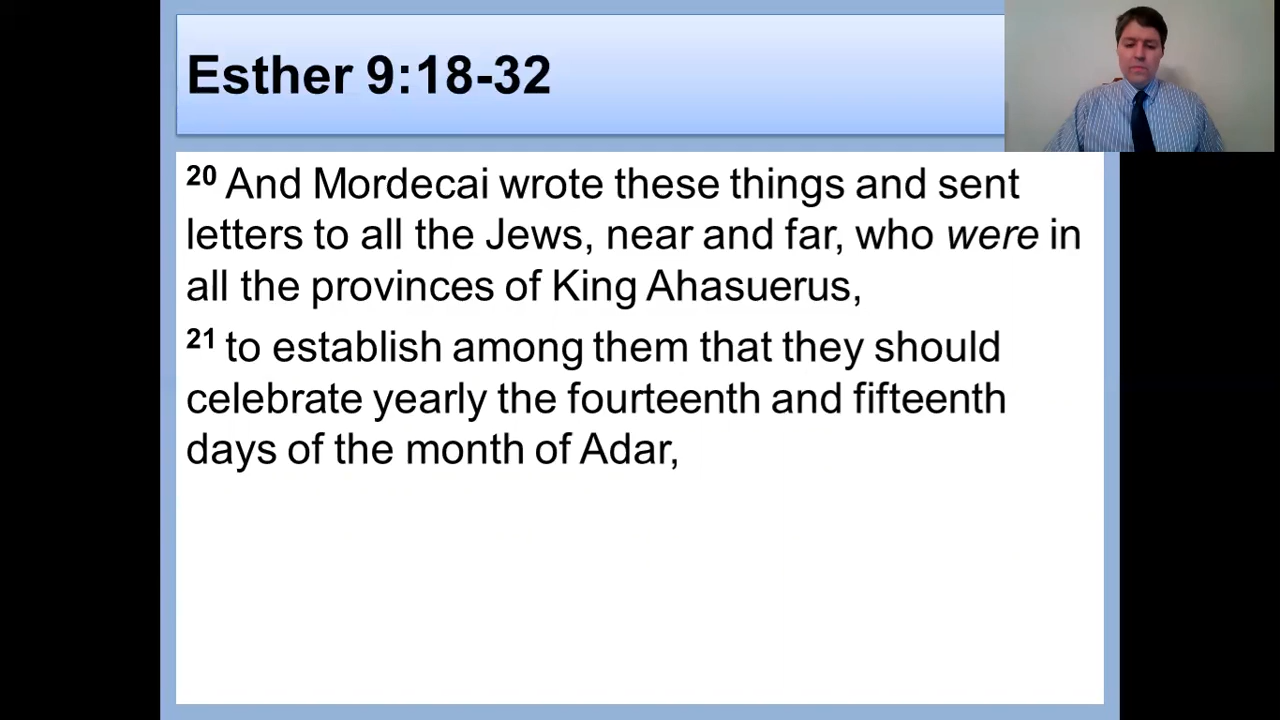 Esther 9:18-32
20 And Mordecai wrote these things and sent
letters to all the Jews, near and far, who were in
all the provinces of King Ahasuerus,
21 to establish among them that they should
celebrate yearly the fourteenth and fifteenth
days of the month of Adar,